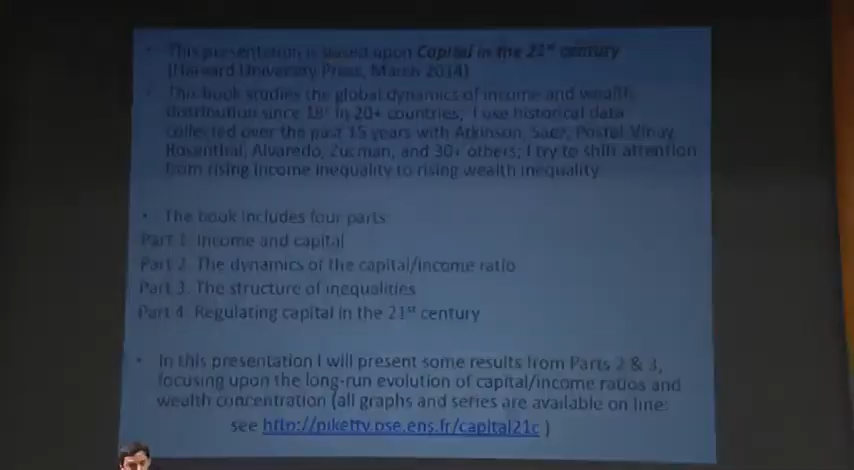 • This presentation is based upon Capital in the 21st century
(Harvard University Press, March 2014)
• This book studies the global dynamics of income and wealth
distribution since 18c in 20+ countries; I use historical data
collected over the past 15 years with Atkinson, Saez, Postel-Vinay,
Rosenthal, Alvaredo, Zucman, and 30+ others; I try to shift attention
from rising income inequality to rising wealth inequality
• The book includes four parts
Part 1. Income and capital
Part 2. The dynamics of the capital/income ratio
Part 3. The structure of inequalities
Part 4. Regulating capital in the 21st century
• In this presentation I will present some results from Parts 2 & 3,
focusing upon the long-run evolution of capital/income ratios and
wealth concentration (all graphs and series are available on line:
see http://piketty.pse.ens.fr/capital21c )